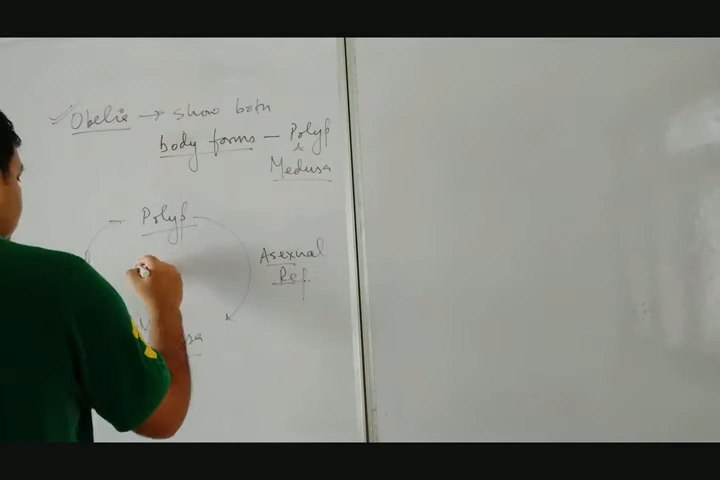 Obelia → show both
body forms – Polyp
&
Medusa
Polyp
Asexual
Rep